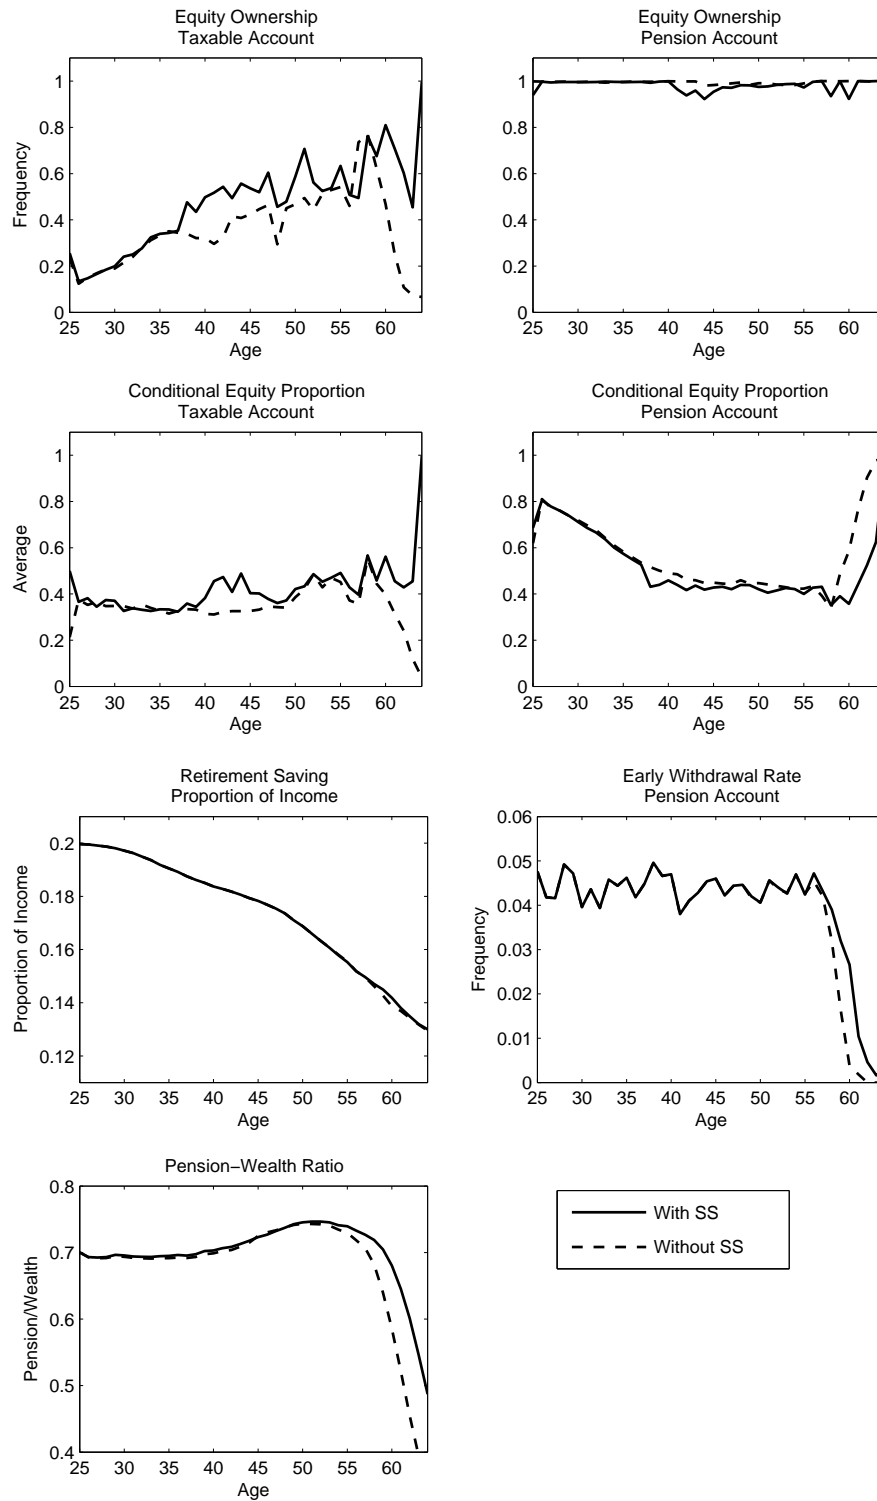 Equity Ownership
Taxable Account
Frequency
1
0.8
0.6
0.4
0.2
0
25 30 35 40 45 50 55 60
Age
Equity Ownership
Pension Account
1
0.8
0.6
0.4
0.2
0
25 30 35 40 45 50 55 60
Age
Conditional Equity Proportion
Taxable Account
Average
1
0.8
0.6
0.4
0.2
0
25 30 35 40 45 50 55 60
Age
Conditional Equity Proportion
Pension Account
1
0.8
0.6
0.4
0.2
0
25 30 35 40 45 50 55 60
Age
Retirement Saving
Proportion of Income
Proportion of Income
0.2
0.18
0.16
0.14
0.12
25 30 35 40 45 50 55 60
Age
Early Withdrawal Rate
Pension Account
Frequency
0.06
0.05
0.04
0.03
0.02
0.01
0
25 30 35 40 45 50 55 60
Age
Pension−Wealth Ratio
Pension/Wealth
0.8
0.7
0.6
0.5
0.4
25 30 35 40 45 50 55 60
Age
With SS
Without SS